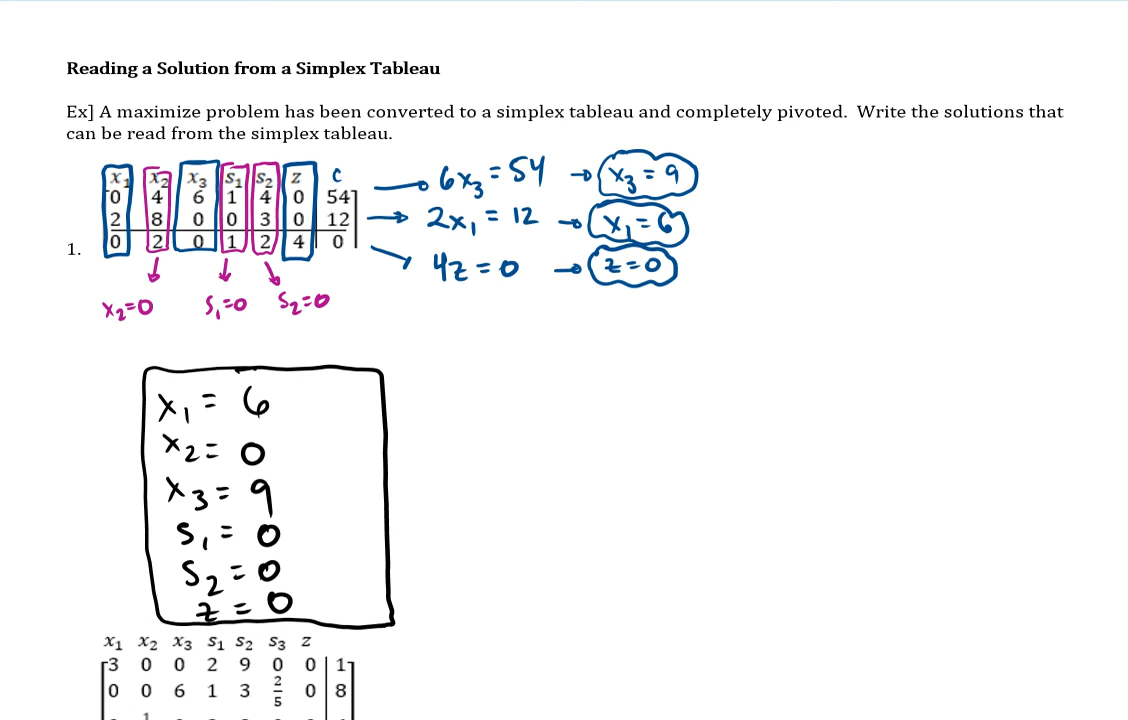 Reading a Solution from a Simplex Tableau
Ex] A maximize problem has been converted to a simplex tableau and completely pivoted. Write the solutions that
can be read from the simplex tableau.
x₁ x₂ x₃ s₁ s₂ z C
0 4 6 1 4 0 54 → 6x₃ = 54 → x₃ = 9
2 8 0 0 3 0 12 → 2x₁ = 12 → x₁ = 6
1. 0 2 0 1 2 4 0 → 4z = 0 → z = 0
x₂=0 s₁=0 s₂=0
x₁ = 6
x₂ = 0
x₃ = 9
s₁ = 0
s₂ = 0
z = 0
x₁ x₂ x₃ s₁ s₂ s₃ z
3 0 0 2 9 0 0 1
0 0 6 1 3 2/5 0 8